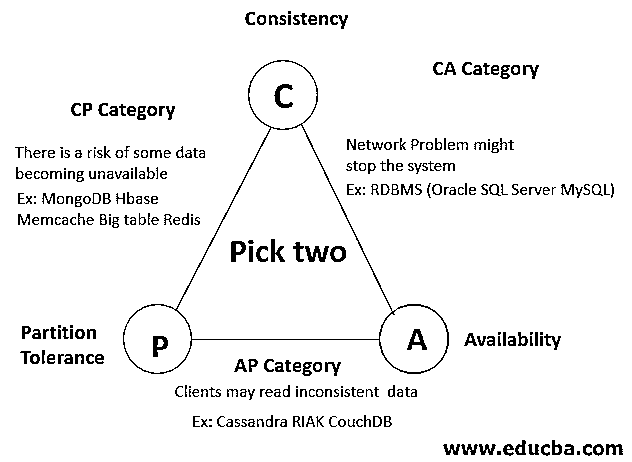 Consistency
CA Category
C
CP Category
There is a risk of some data
becoming unavailable
Ex: MongoDB Hbase
Memcache Big table Redis
Network Problem might
stop the system
Ex: RDBMS (Oracle SQL Server MySQL)
Pick two
Partition
Tolerance
P
A
Availability
AP Category
Clients may read inconsistent data
Ex: Cassandra RIAK CouchDB
www.educba.com